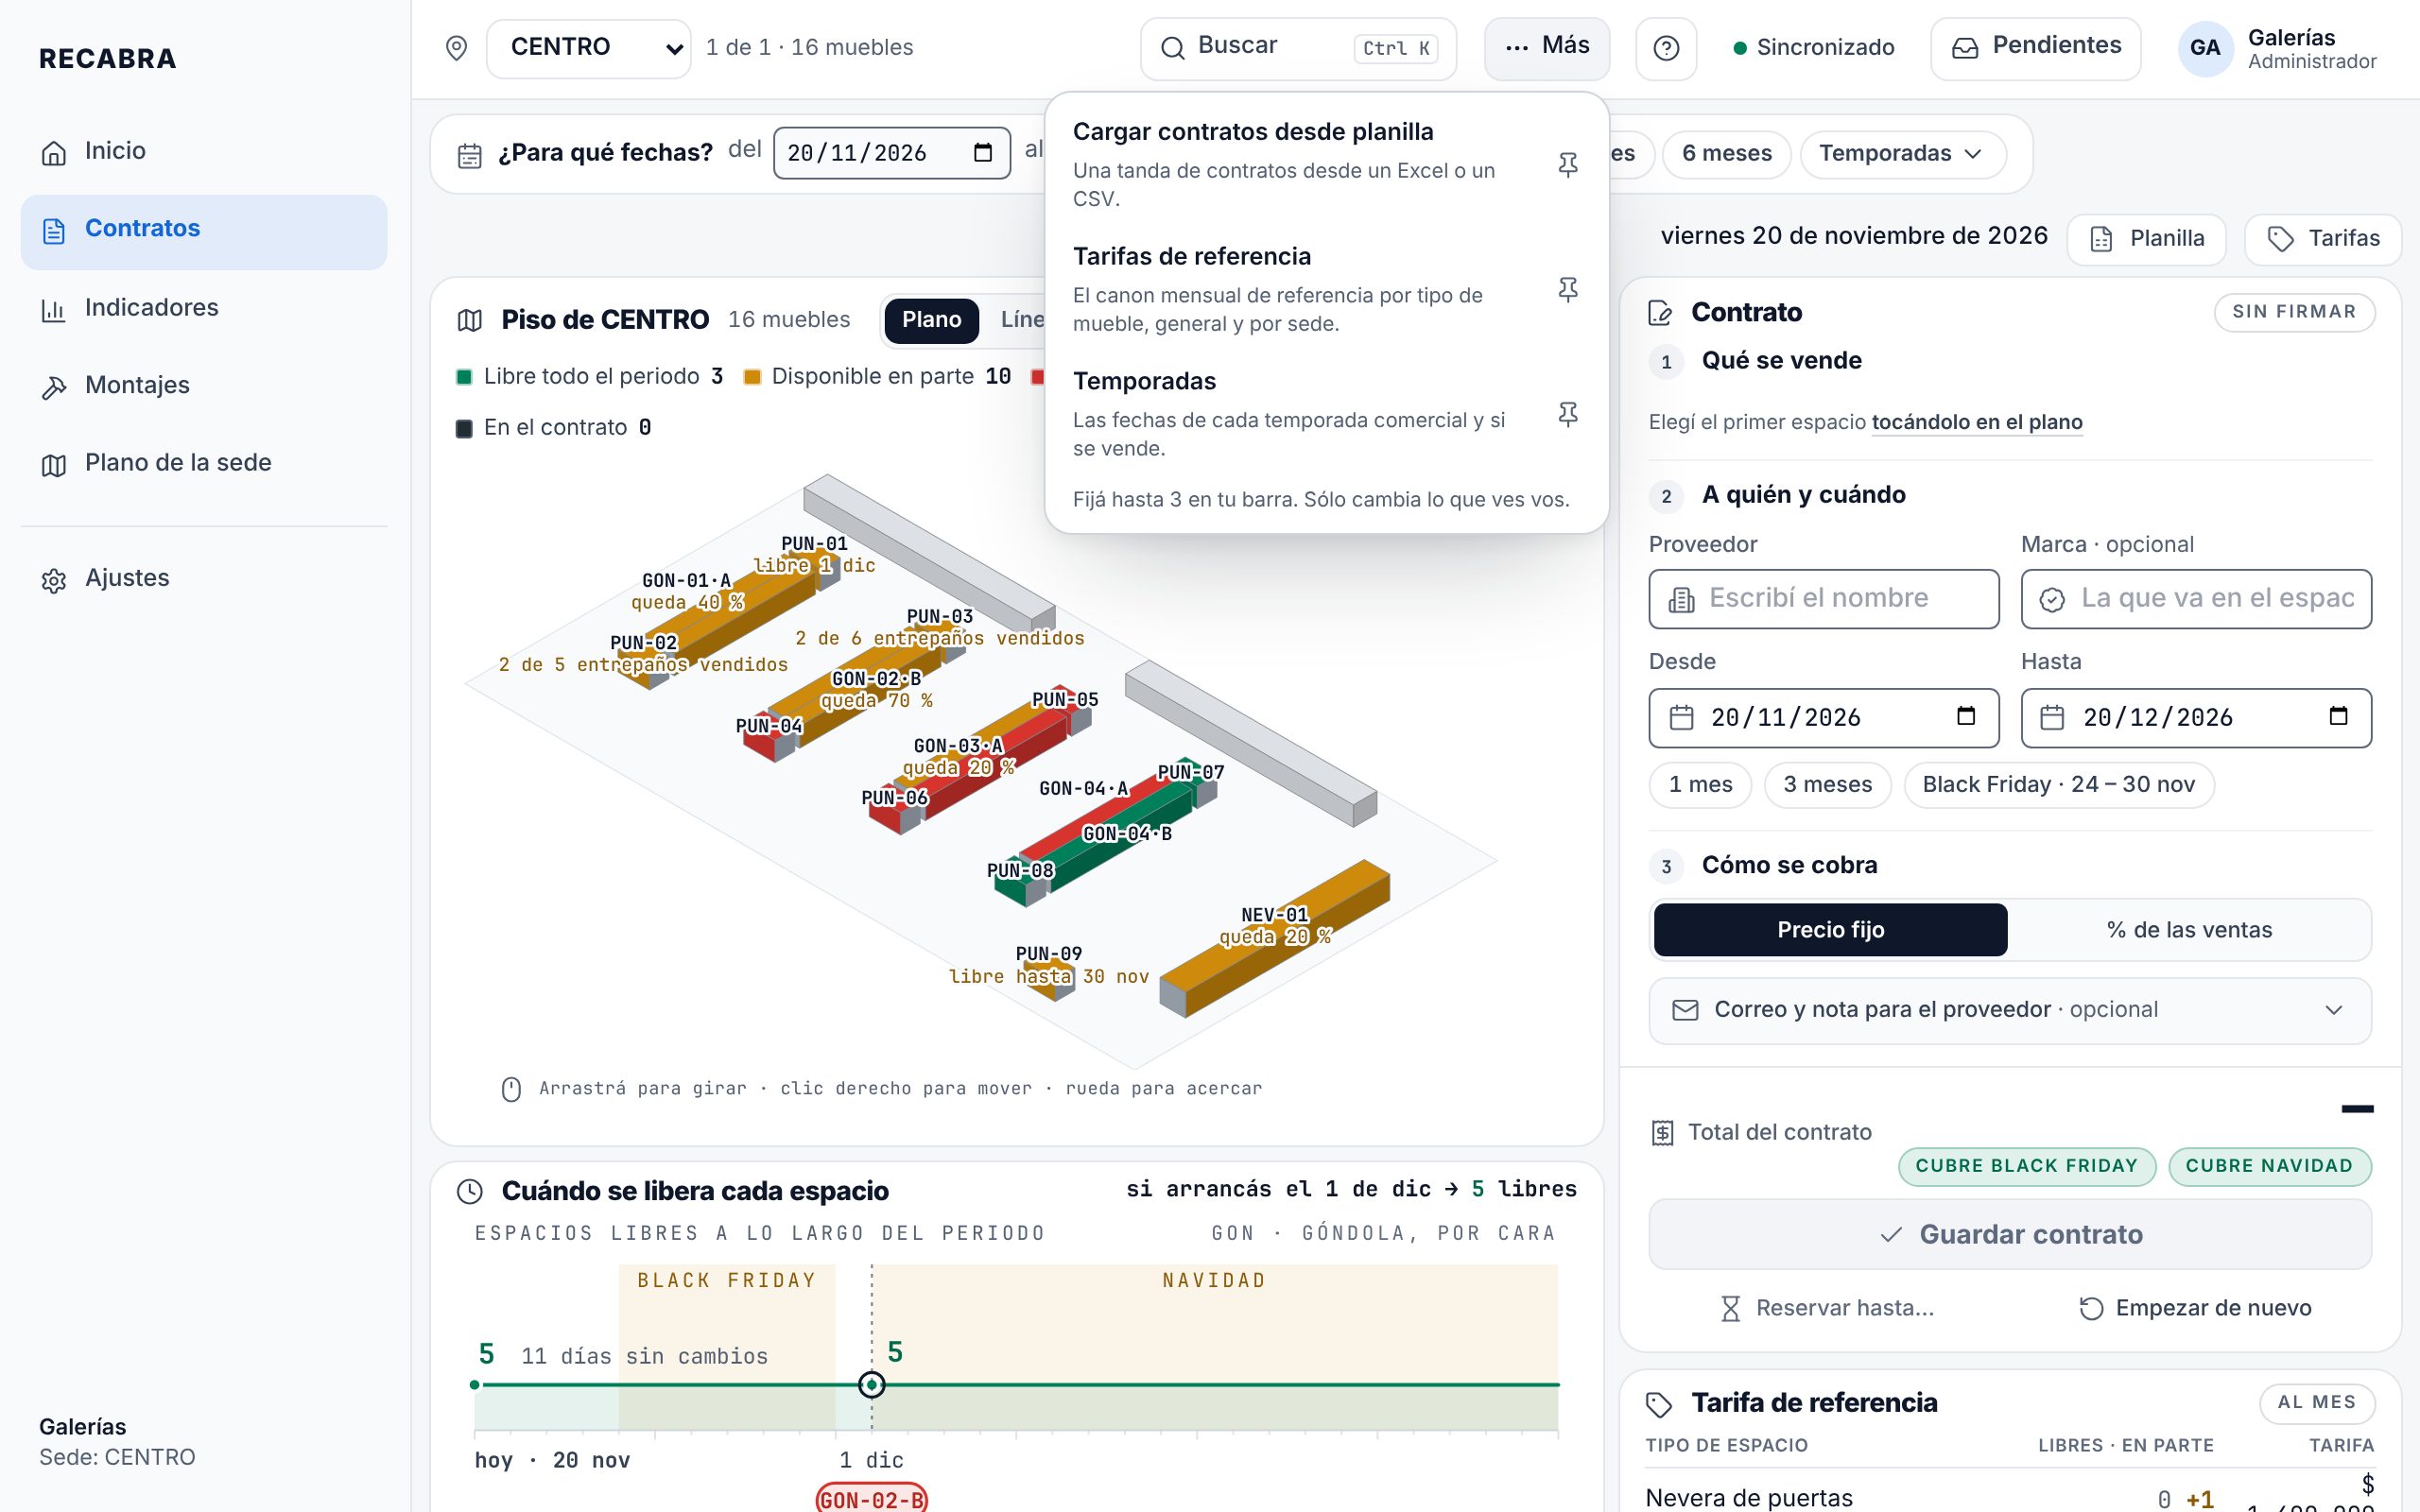 RECABRA
Inicio
Contratos
Indicadores
Montajes
Plano de la sede
Ajustes
Galerías
Sede: CENTRO
CENTRO
1 de 1 · 16 muebles
Buscar
Ctrl K
Más
Sincronizado
Pendientes
GA
Galerías
Administrador
¿Para qué fechas?
del
20/11/2026
al
es
6 meses
Temporadas
Cargar contratos desde planilla
Una tanda de contratos desde un Excel o un
CSV.
Tarifas de referencia
El canon mensual de referencia por tipo de
mueble, general y por sede.
Temporadas
Las fechas de cada temporada comercial y si
se vende.
Fijá hasta 3 en tu barra. Sólo cambia lo que ves vos.
viernes 20 de noviembre de 2026
Planilla
Tarifas
Piso de CENTRO
16 muebles
Plano
Líne
Libre todo el periodo 3
Disponible en parte 10
En el contrato 0
PUN-01
libre 1 dic
GON-01·A
queda 40 %
PUN-02
2 de 5 entrepaños vendidos
PUN-03
2 de 6 entrepaños vendidos
GON-02·B
queda 70 %
PUN-04
PUN-05
GON-03·A
queda 20 %
PUN-06
PUN-07
GON-04·A
GON-04·B
PUN-08
NEV-01
queda 20 %
PUN-09
libre hasta 30 nov
Arrastrá para girar · clic derecho para mover · rueda para acercar
Cuándo se libera cada espacio
si arrancás el 1 de dic → 5 libres
ESPACIOS LIBRES A LO LARGO DEL PERIODO
GON · GÓNDOLA, POR CARA
BLACK FRIDAY
NAVIDAD
5
11 días sin cambios
5
hoy · 20 nov
1 dic
GON-02-B
Contrato
SIN FIRMAR
1
Qué se vende
Elegí el primer espacio tocándolo en el plano
2
A quién y cuándo
Proveedor
Marca · opcional
Escribí el nombre
La que va en el espac
Desde
Hasta
20/11/2026
20/12/2026
1 mes
3 meses
Black Friday · 24 – 30 nov
3
Cómo se cobra
Precio fijo
% de las ventas
Correo y nota para el proveedor · opcional
Total del contrato
—
CUBRE BLACK FRIDAY
CUBRE NAVIDAD
Guardar contrato
Reservar hasta...
Empezar de nuevo
Tarifa de referencia
AL MES
TIPO DE ESPACIO
LIBRES · EN PARTE
TARIFA
Nevera de puertas
0 +1
$